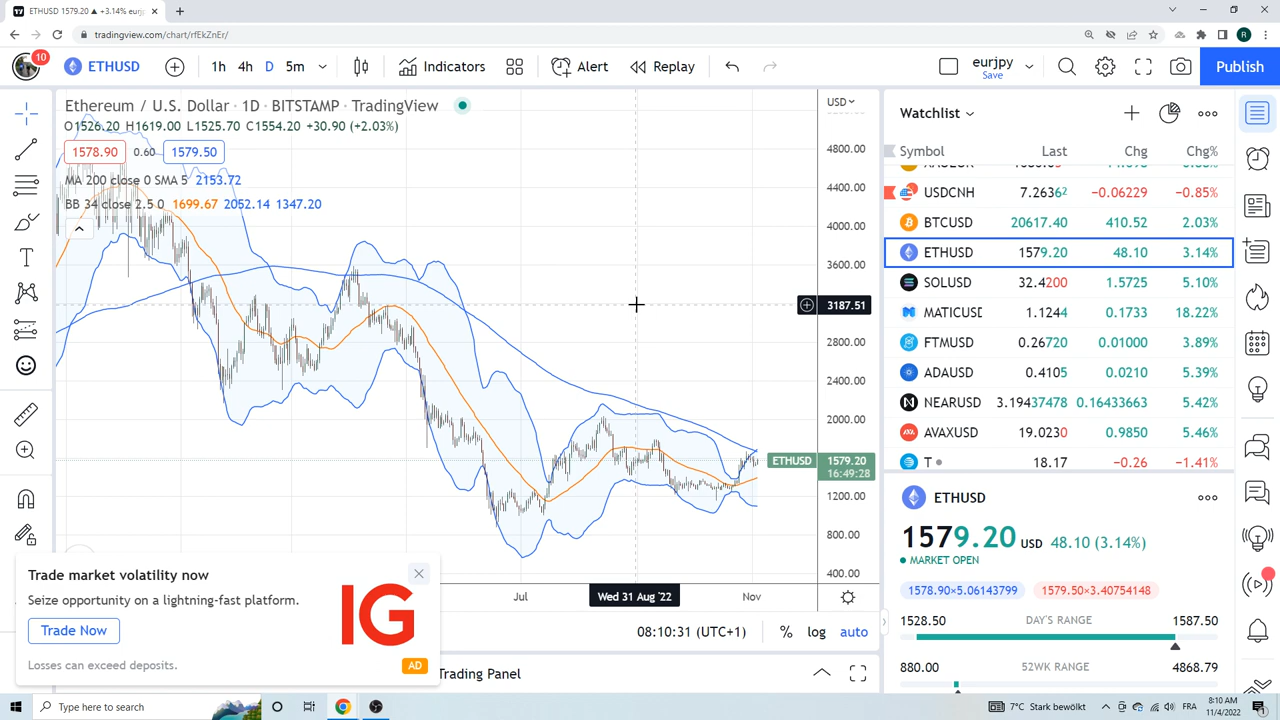 ETHUSD 1579.20 ▲ +3.14% eurj
tradingview.com/chart/rfEkZnEr/
R
10
ETHUSD
1h 4h D 5m
Indicators
Alert
Replay
eurjpy
Save
Publish
Ethereum / U.S. Dollar · 1D · BITSTAMP · TradingView
O1526.20 H1619.00 L1525.70 C1554.20 +30.90 (+2.03%)
1578.90 0.60 1579.50
MA 200 close 0 SMA 5 2153.72
BB 34 close 2.5 0 1699.67 2052.14 1347.20
USD
4800.00
4400.00
4000.00
3600.00
3187.51
2800.00
2400.00
2000.00
ETHUSD 1579.20
16:49:28
1200.00
800.00
400.00
Jul
Wed 31 Aug '22
Nov
08:10:31 (UTC+1) % log auto
Trading Panel
Trade market volatility now
Seize opportunity on a lightning-fast platform.
Trade Now
Losses can exceed deposits.
IG
AD
Watchlist
Symbol Last Chg Chg%
USDCNH 7.2636² −0.06229 −0.85%
BTCUSD 20617.40 410.52 2.03%
ETHUSD 1579.20 48.10 3.14%
SOLUSD 32.4200 1.5725 5.10%
MATICUSD 1.1244 0.1733 18.22%
FTMUSD 0.26720 0.01000 3.89%
ADAUSD 0.4105 0.0210 5.39%
NEARUSD 3.19437478 0.16433663 5.42%
AVAXUSD 19.0230 0.9850 5.46%
T 18.17 −0.26 −1.41%
ETHUSD
1579.20 USD 48.10 (3.14%)
MARKET OPEN
1578.90×5.06143799 1579.50×3.40754148
1528.50 DAY'S RANGE 1587.50
880.00 52WK RANGE 4868.79
Type here to search
7°C Stark bewölkt
FRA
8:10 AM
11/4/2022
1